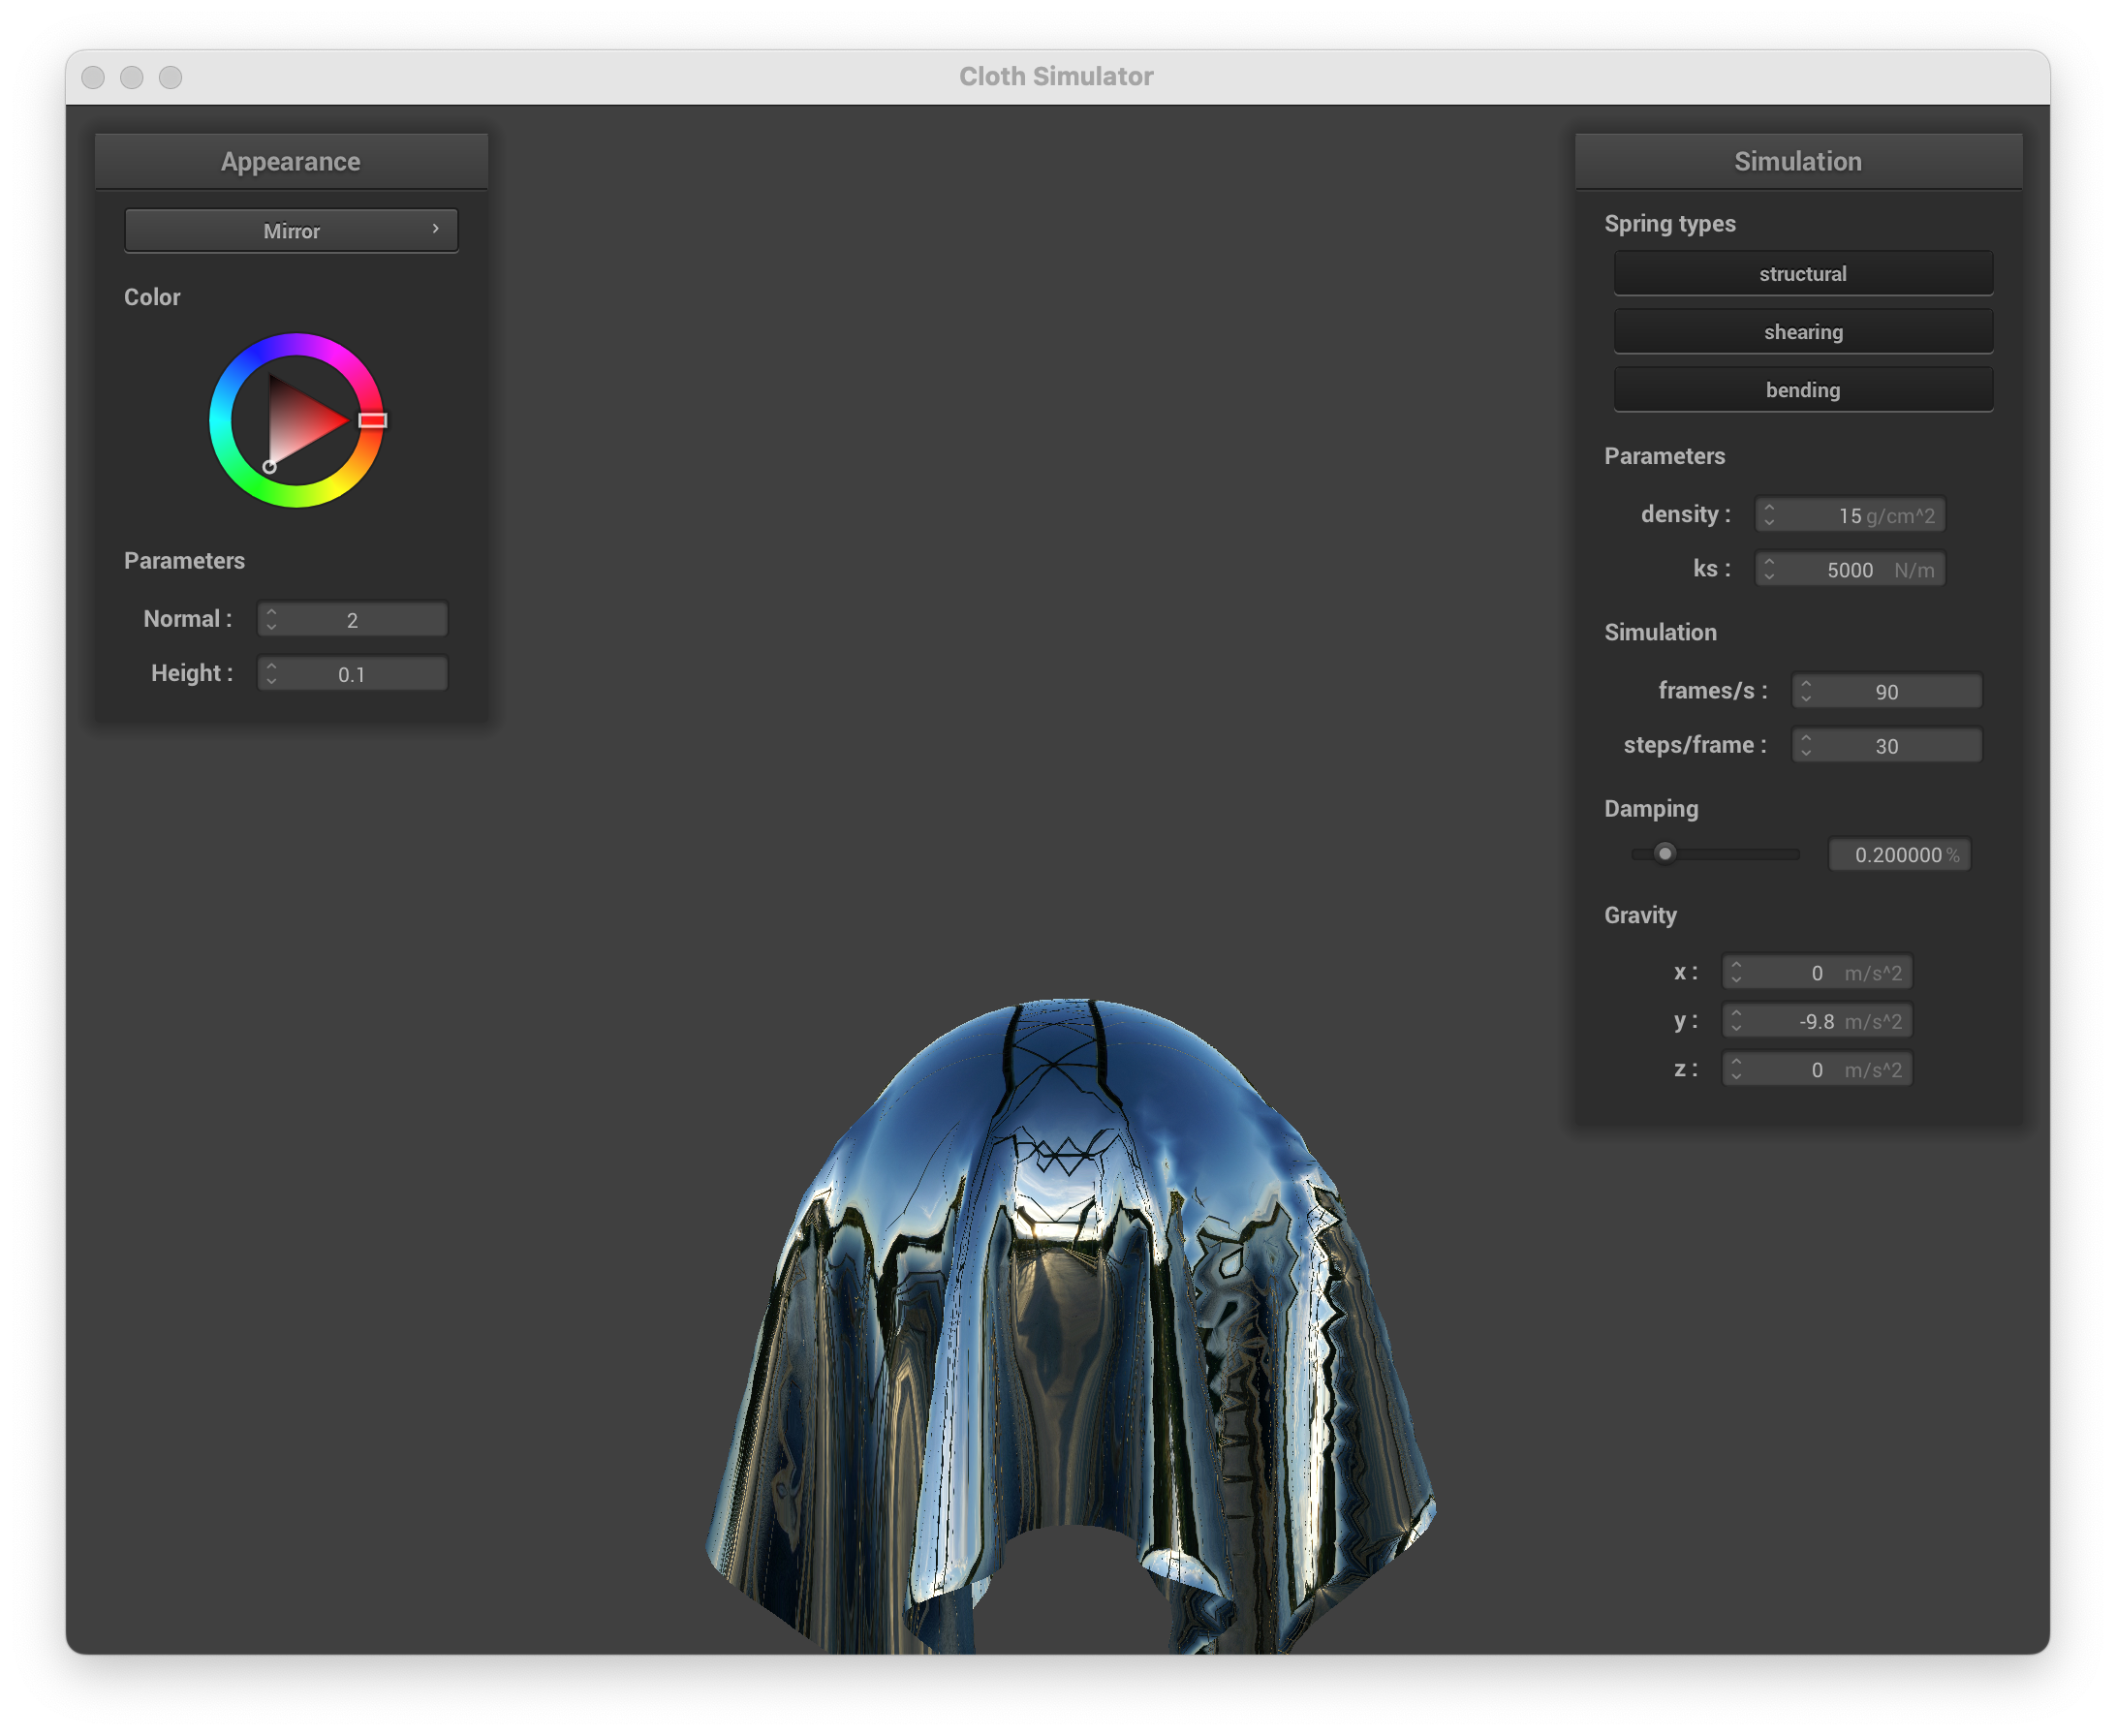 Cloth Simulator
Appearance
Mirror
Color
Parameters
Normal : 2
Height : 0.1
Simulation
Spring types
structural
shearing
bending
Parameters
density : 15 g/cm^2
ks : 5000 N/m
Simulation
frames/s : 90
steps/frame : 30
Damping
0.200000 %
Gravity
x : 0 m/s^2
y : -9.8 m/s^2
z : 0 m/s^2